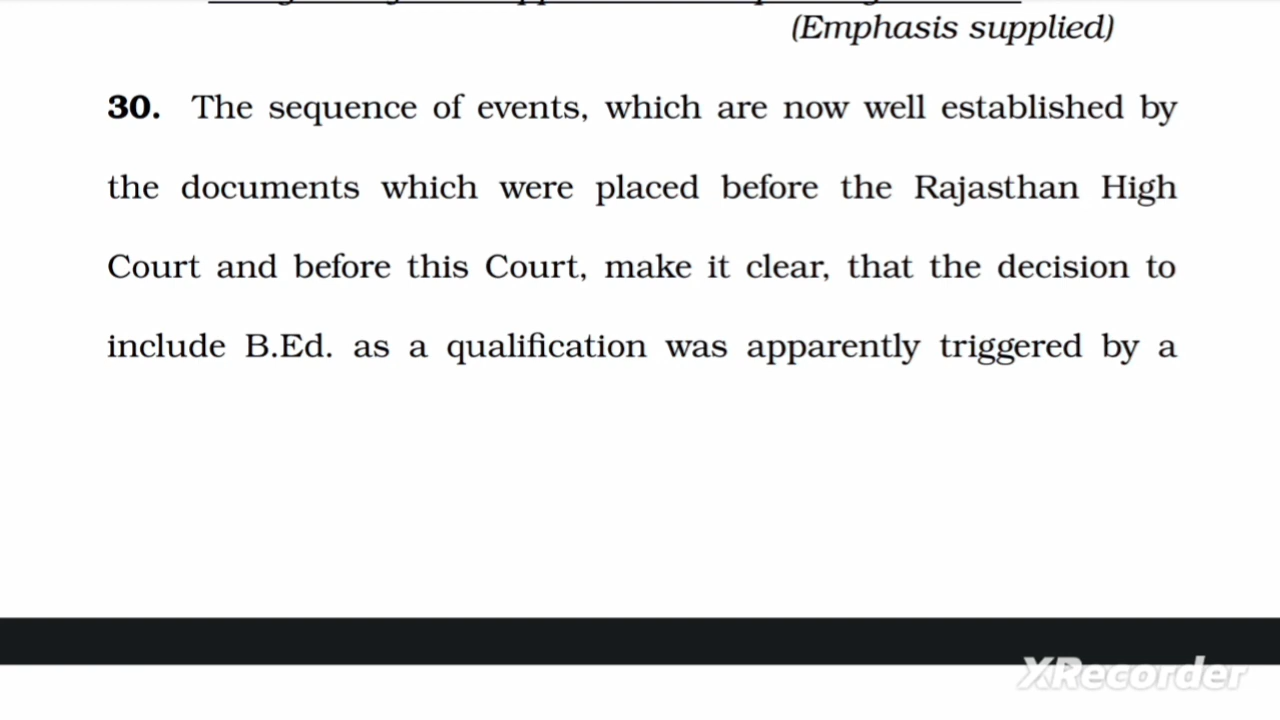 (Emphasis supplied)
30. The sequence of events, which are now well established by
the documents which were placed before the Rajasthan High
Court and before this Court, make it clear, that the decision to
include B.Ed. as a qualification was apparently triggered by a
XRecorder